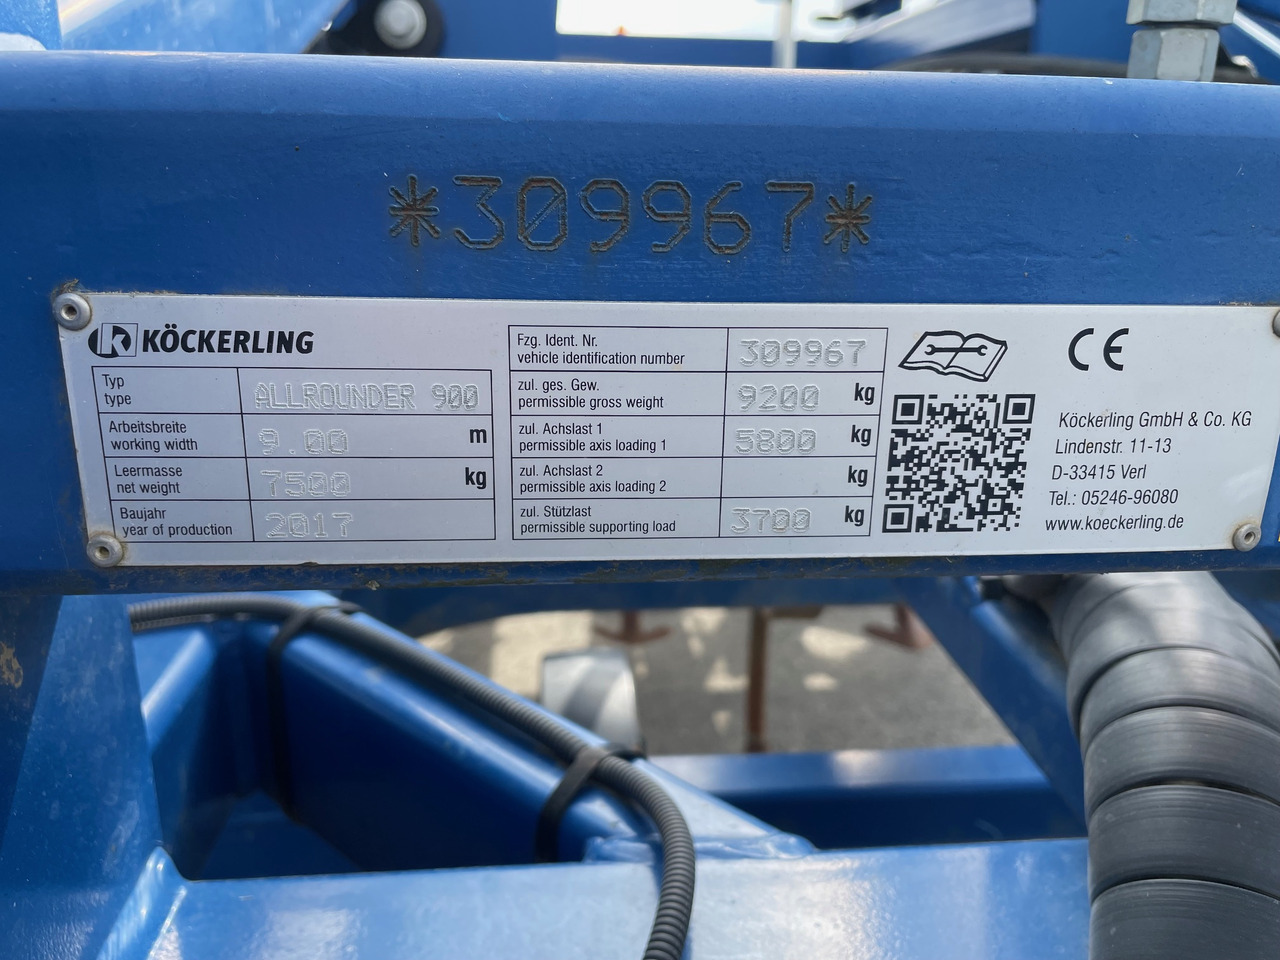 *309967*
KÖCKERLING
Typ
type
ALLROUNDER 900
Arbeitsbreite
working width
9.00 m
Leermasse
net weight
7500 kg
Baujahr
year of production
2017
Fzg. Ident. Nr.
vehicle identification number
309967
zul. ges. Gew.
permissible gross weight
9200 kg
zul. Achslast 1
permissible axis loading 1
5800 kg
zul. Achslast 2
permissible axis loading 2
kg
zul. Stützlast
permissible supporting load
3700 kg
CE
Köckerling GmbH & Co. KG
Lindenstr. 11-13
D-33415 Verl
Tel.: 05246-96080
www.koeckerling.de